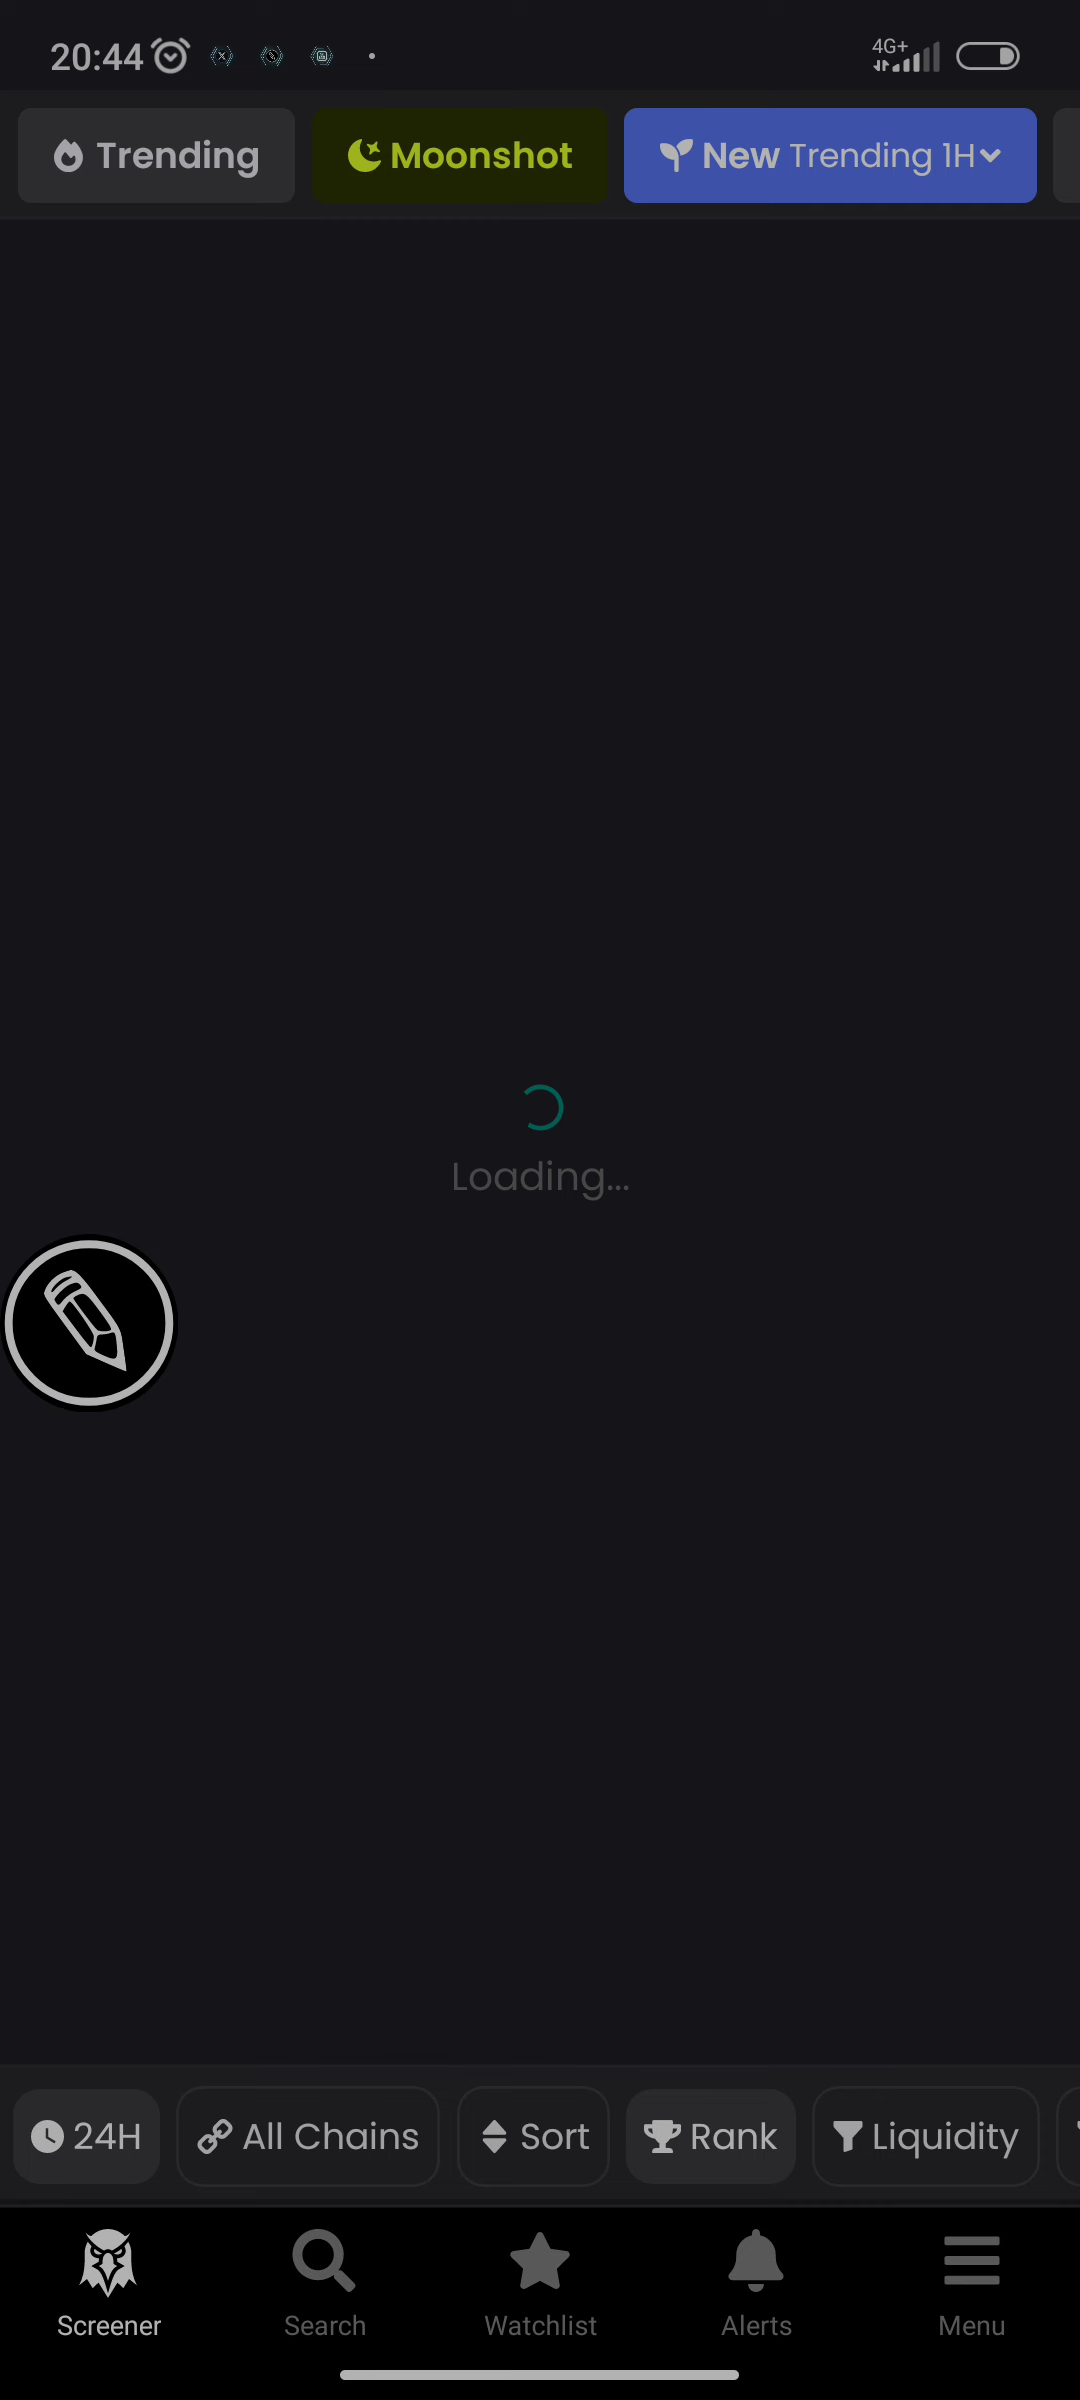 20:44
4G+
Trending
Moonshot
New Trending 1H
Loading...
24H
All Chains
Sort
Rank
Liquidity
Screener
Search
Watchlist
Alerts
Menu